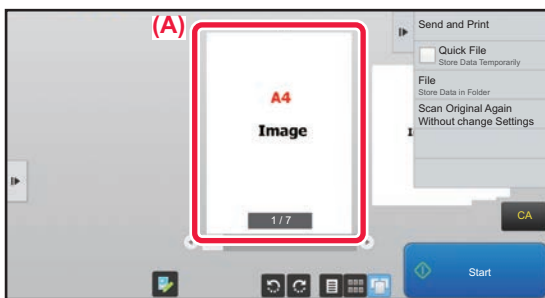 (A)
A4
Image
1 / 7
I
Send and Print
Quick File
Store Data Temporarily
File
Store Data in Folder
Scan Original Again
Without change Settings
CA
Start